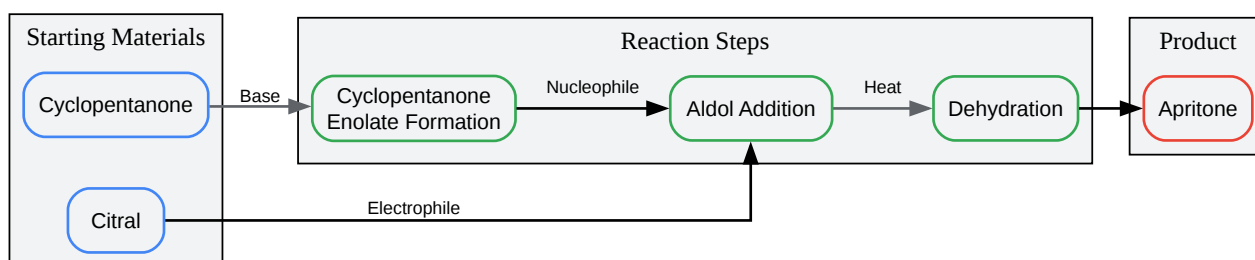 Starting Materials
Reaction Steps
Product
Cyclopentanone
Base
Cyclopentanone
Enolate Formation
Nucleophile
Aldol Addition
Heat
Dehydration
Apritone
Citral
Electrophile